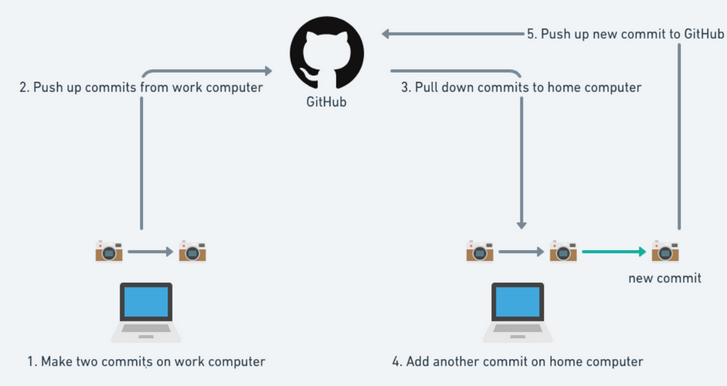 5. Push up new commit to GitHub
2. Push up commits from work computer
3. Pull down commits to home computer
GitHub
new commit
1. Make two commits on work computer
4. Add another commit on home computer